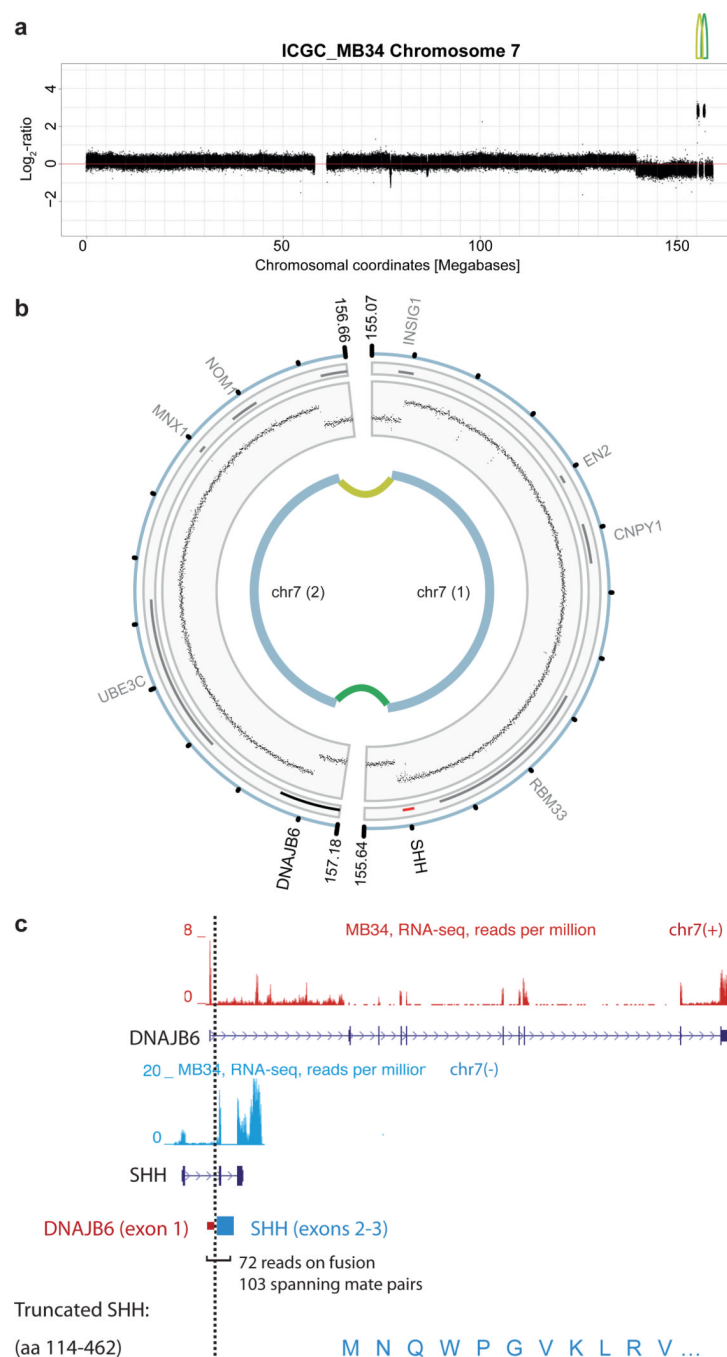 a
ICGC_MB34 Chromosome 7
Log2-ratio
4
2
0
−2
0
50
100
150
Chromosomal coordinates [Megabases]
b
156.66
155.07
INSIG1
NOM1
MNX1
EN2
CNPY1
chr7 (2)
chr7 (1)
UBE3C
RBM33
DNAJB6
157.18
155.64
SHH
c
8 _
MB34, RNA-seq, reads per million chr7(+)
0 _
DNAJB6
20 _ MB34, RNA-seq, reads per million chr7(-)
0
SHH
DNAJB6 (exon 1) SHH (exons 2-3)
72 reads on fusion
103 spanning mate pairs
Truncated SHH:
(aa 114-462) M N Q W P G V K L R V ...